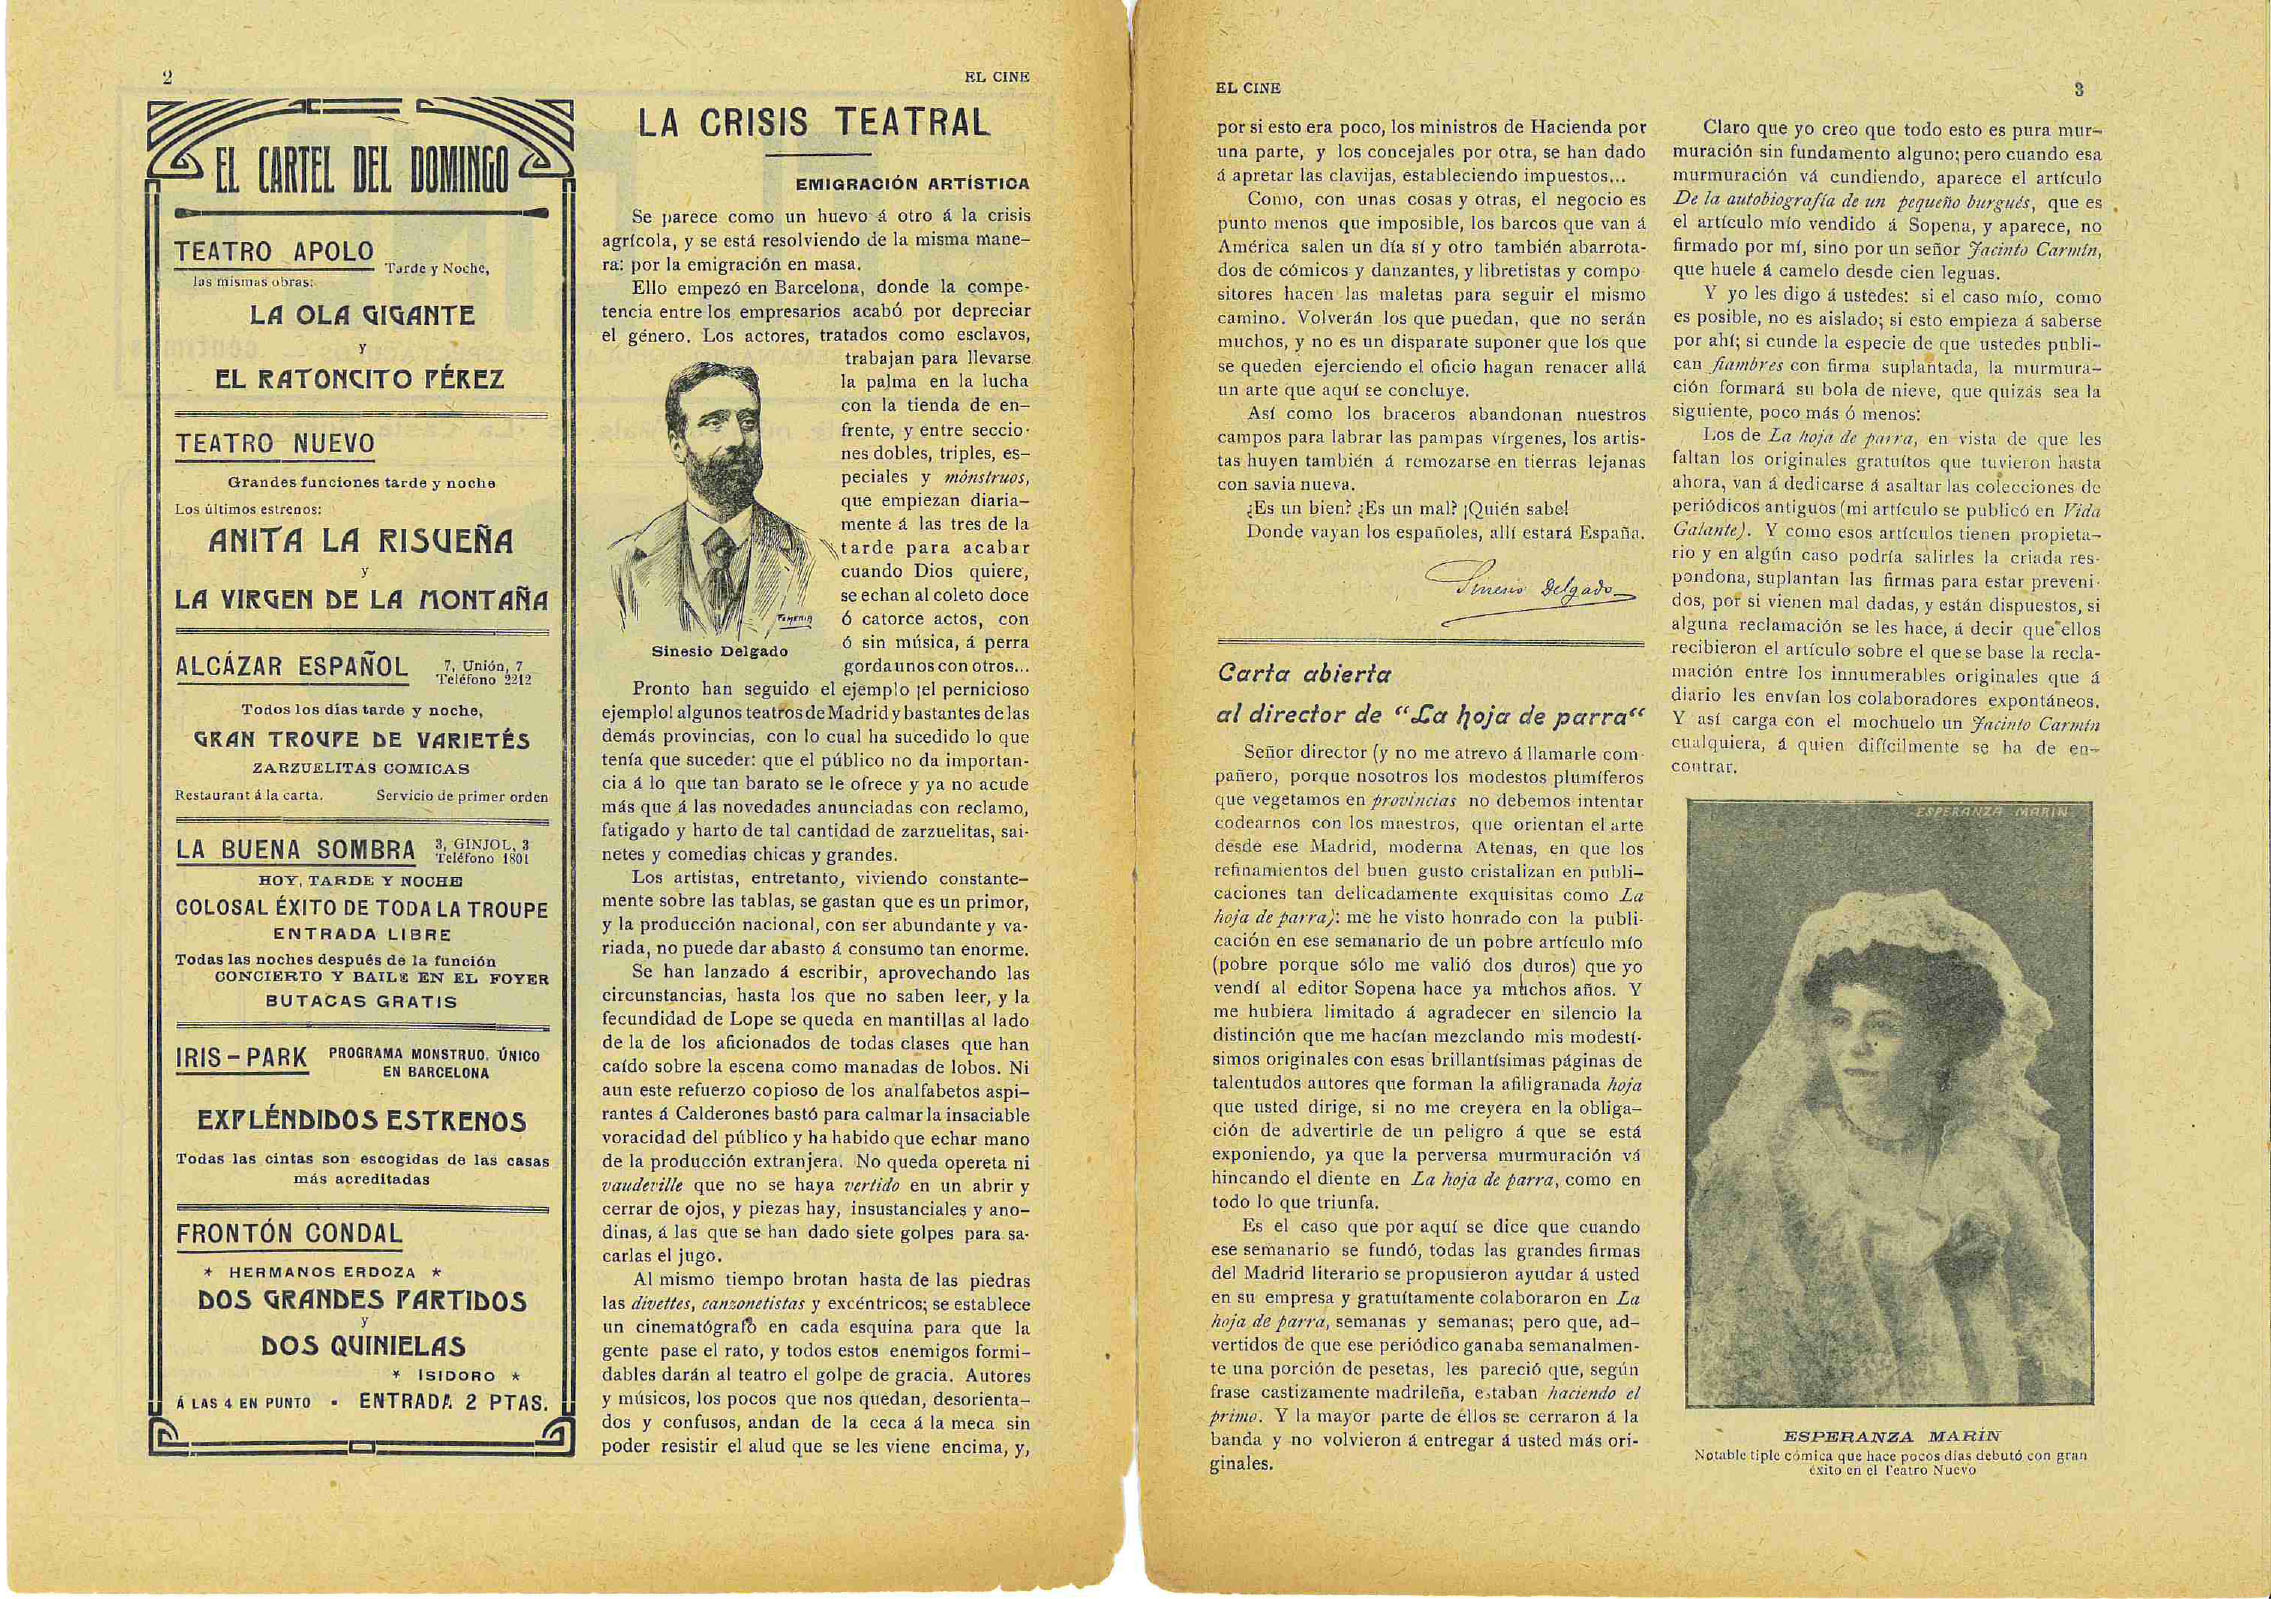 2
EL CINE
EL CARTEL DEL DOMINGO
TEATRO APOLO
Tarde y Noche,
las mismas obras:
LA OLA GIGANTE
Y
EL RATONCITO PÉREZ
TEATRO NUEVO
Grandes funciones tarde y noche
Los últimos estrenos:
ANITA LA RISUEÑA
y
LA VIRGEN DE LA MONTAÑA
ALCÁZAR ESPAÑOL
7, Unión, 7
Teléfono 2212
Todos los días tarde y noche,
GRAN TROUPE DE VARIETÉS
ZARZUELITAS COMICAS
Restaurant á la carta. Servicio de primer orden
LA BUENA SOMBRA
3, GINJOL, 3
Teléfono 1801
HOY, TARDE Y NOCHE
COLOSAL ÉXITO DE TODA LA TROUPE
ENTRADA LIBRE
Todas las noches después de la función
CONCIERTO Y BAILE EN EL FOYER
BUTACAS GRATIS
IRIS-PARK
PROGRAMA MONSTRUO, ÚNICO
EN BARCELONA
EXPLÉNDIDOS ESTRENOS
Todas las cintas son escogidas de las casas
más acreditadas
FRONTÓN CONDAL
* HERMANOS ERDOZA *
DOS GRANDES PARTIDOS
y
DOS QUINIELAS
* ISIDORO *
Á LAS 4 EN PUNTO - ENTRADA 2 PTAS.
LA CRISIS TEATRAL
EMIGRACIÓN ARTÍSTICA
Se parece como un huevo á otro á la crisis
agrícola, y se está resolviendo de la misma mane-
ra: por la emigración en masa.
Ello empezó en Barcelona, donde la compe-
tencia entre los empresarios acabó por depreciar
el género. Los actores, tratados como esclavos,
trabajan para llevarse
la palma en la lucha
con la tienda de en-
frente, y entre seccio-
nes dobles, triples, es-
peciales y mónstruos,
que empiezan diaria-
mente á las tres de la
tarde para acabar
cuando Dios quiere,
se echan al coleto doce
ó catorce actos, con
ó sin música, á perra
gorda unos con otros...
Sinesio Delgado
Pronto han seguido el ejemplo ¡el pernicioso
ejemplo! algunos teatros de Madrid y bastantes de las
demás provincias, con lo cual ha sucedido lo que
tenía que suceder: que el público no da importan-
cia á lo que tan barato se le ofrece y ya no acude
más que á las novedades anunciadas con reclamo,
fatigado y harto de tal cantidad de zarzuelitas, sai-
netes y comedias chicas y grandes.
Los artistas, entretanto, viviendo constante-
mente sobre las tablas, se gastan que es un primor,
y la producción nacional, con ser abundante y va-
riada, no puede dar abasto á consumo tan enorme.
Se han lanzado á escribir, aprovechando las
circunstancias, hasta los que no saben leer, y la
fecundidad de Lope se queda en mantillas al lado
de la de los aficionados de todas clases que han
caído sobre la escena como manadas de lobos. Ni
aun este refuerzo copioso de los analfabetos aspi-
rantes á Calderones bastó para calmar la insaciable
voracidad del público y ha habido que echar mano
de la producción extranjera. No queda opereta ni
vaudeville que no se haya vertido en un abrir y
cerrar de ojos, y piezas hay, insustanciales y ano-
dinas, á las que se han dado siete golpes para sa-
carlas el jugo.
Al mismo tiempo brotan hasta de las piedras
las divettes, canzonetistas y excéntricos; se establece
un cinematógrafo en cada esquina para que la
gente pase el rato, y todos estos enemigos formi-
dables darán al teatro el golpe de gracia. Autores
y músicos, los pocos que nos quedan, desorienta-
dos y confusos, andan de la ceca á la meca sin
poder resistir el alud que se les viene encima, y,
EL CINE
3
por si esto era poco, los ministros de Hacienda por
una parte, y los concejales por otra, se han dado
á apretar las clavijas, estableciendo impuestos...
Como, con unas cosas y otras, el negocio es
punto menos que imposible, los barcos que van á
América salen un día sí y otro también abarrota-
dos de cómicos y danzantes, y libretistas y compo
sitores hacen las maletas para seguir el mismo
camino. Volverán los que puedan, que no serán
muchos, y no es un disparate suponer que los que
se queden ejerciendo el oficio hagan renacer allá
un arte que aquí se concluye.
Así como los braceros abandonan nuestros
campos para labrar las pampas vírgenes, los artis-
tas huyen también á remozarse en tierras lejanas
con savia nueva.
¿Es un bien? ¿Es un mal? ¡Quién sabe!
Donde vayan los españoles, allí estará España.
Sinesio Delgado
Carta abierta
al director de “La hoja de parra“
Señor director (y no me atrevo á llamarle com-
pañero, porque nosotros los modestos plumíferos
que vegetamos en provincias no debemos intentar
codearnos con los maestros, que orientan el arte
desde ese Madrid, moderna Atenas, en que los
refinamientos del buen gusto cristalizan en publi-
caciones tan delicadamente exquisitas como La
hoja de parra): me he visto honrado con la publi-
cación en ese semanario de un pobre artículo mío
(pobre porque sólo me valió dos duros) que yo
vendí al editor Sopena hace ya muchos años. Y
me hubiera limitado á agradecer en silencio la
distinción que me hacían mezclando mis modestí-
simos originales con esas brillantísimas páginas de
talentudos autores que forman la afiligranada hoja
que usted dirige, si no me creyera en la obliga-
ción de advertirle de un peligro á que se está
exponiendo, ya que la perversa murmuración vá
hincando el diente en La hoja de parra, como en
todo lo que triunfa.
Es el caso que por aquí se dice que cuando
ese semanario se fundó, todas las grandes firmas
del Madrid literario se propusieron ayudar á usted
en su empresa y gratuítamente colaboraron en La
hoja de parra, semanas y semanas; pero que, ad-
vertidos de que ese periódico ganaba semanalmen-
te una porción de pesetas, les pareció que, según
frase castizamente madrileña, estaban haciendo el
primo. Y la mayor parte de ellos se cerraron á la
banda y no volvieron á entregar á usted más ori-
ginales.
Claro que yo creo que todo esto es pura mur-
muración sin fundamento alguno; pero cuando esa
murmuración vá cundiendo, aparece el artículo
De la autobiografía de un pequeño burgués, que es
el artículo mío vendido á Sopena, y aparece, no
firmado por mí, sino por un señor Jacinto Carmín,
que huele á camelo desde cien leguas.
Y yo les digo á ustedes: si el caso mío, como
es posible, no es aislado; si esto empieza á saberse
por ahí; si cunde la especie de que ustedes publi-
can fiambres con firma suplantada, la murmura-
ción formará su bola de nieve, que quizás sea la
siguiente, poco más ó menos:
Los de La hoja de parra, en vista de que les
faltan los originales gratuítos que tuvieron hasta
ahora, van á dedicarse á asaltar las colecciones de
periódicos antiguos (mi artículo se publicó en Vida
Galante). Y como esos artículos tienen propieta-
rio y en algún caso podría salirles la criada res-
pondona, suplantan las firmas para estar preveni-
dos, por si vienen mal dadas, y están dispuestos, si
alguna reclamación se les hace, á decir que ellos
recibieron el artículo sobre el que se base la recla-
mación entre los innumerables originales que á
diario les envían los colaboradores expontáneos.
Y así carga con el mochuelo un Jacinto Carmín
cualquiera, á quien difícilmente se ha de en-
contrar.
ESPERANZA MARIN
ESPERANZA MARÍN
Notable tiple cómica que hace pocos días debutó con gran
éxito en el Teatro Nuevo